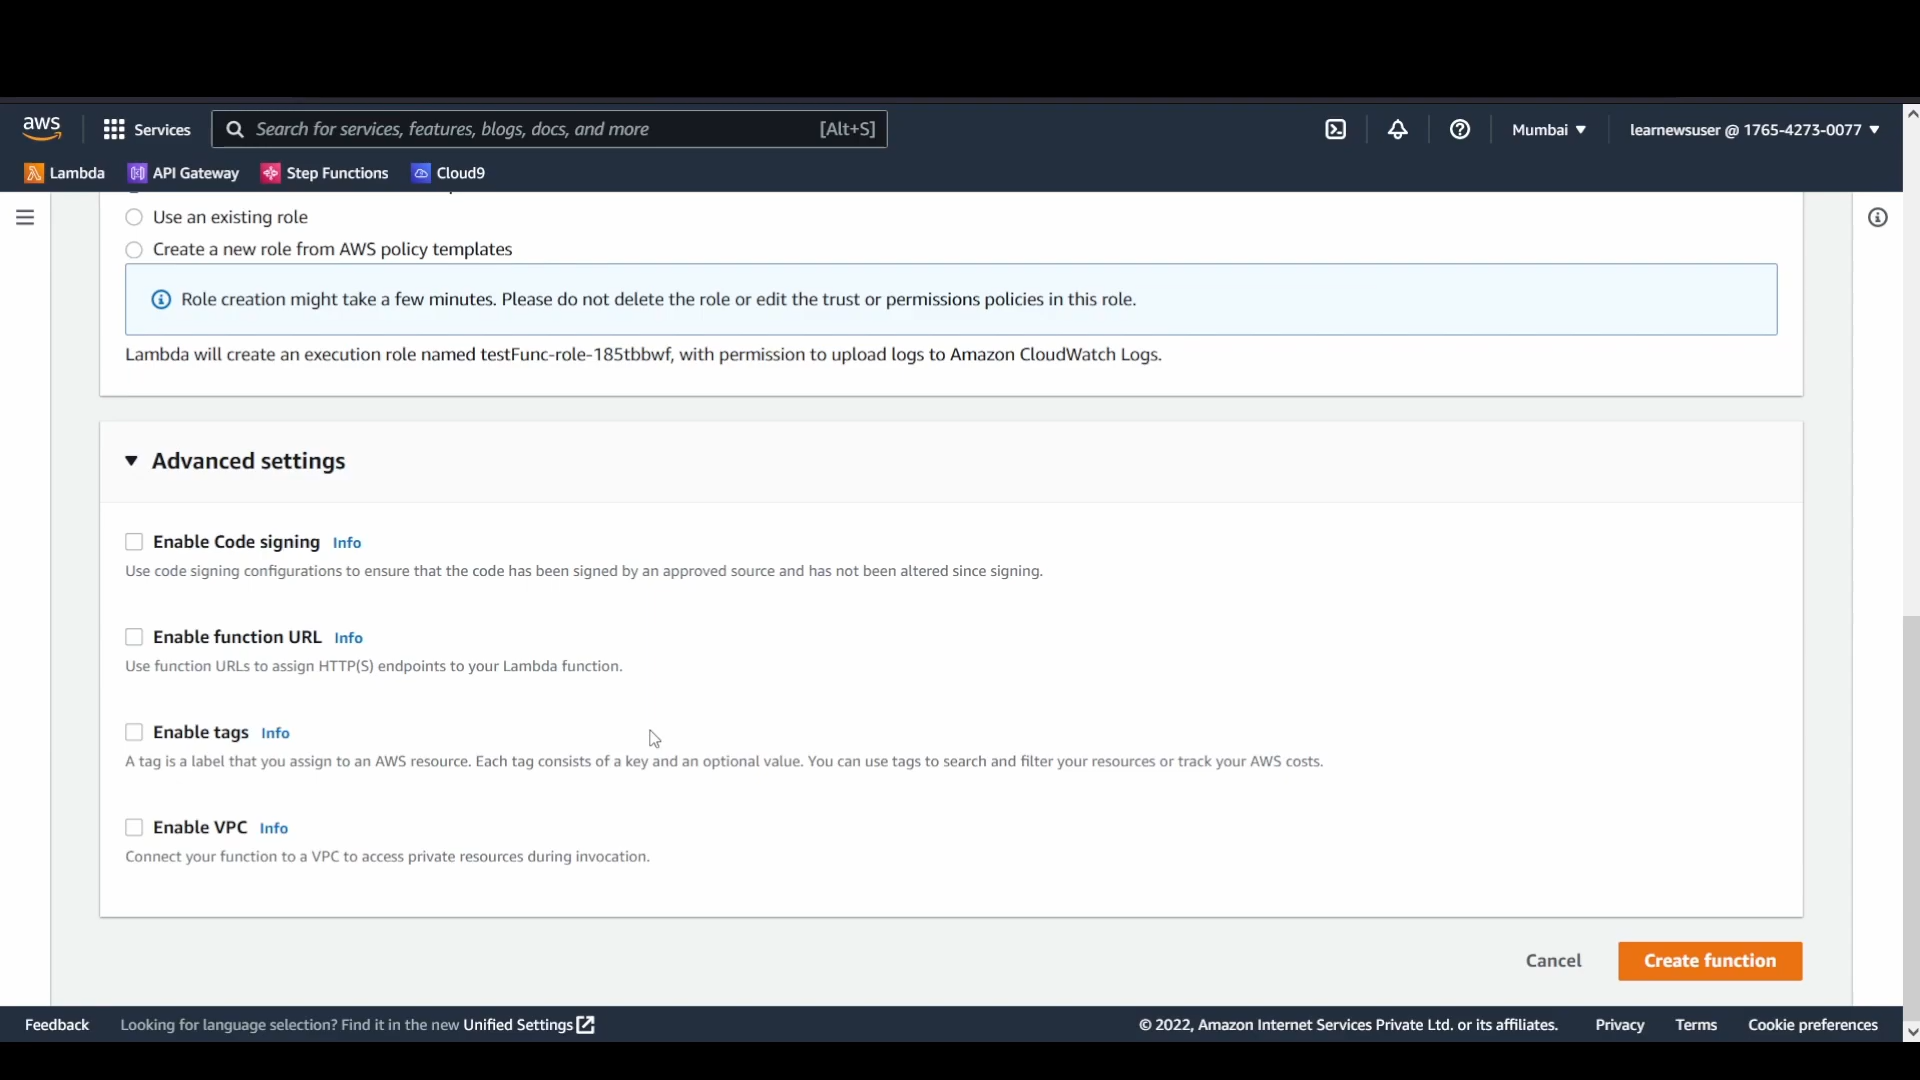 aws
Services
Search for services, features, blogs, docs, and more [Alt+S]
Mumbai
learnewsuser @ 1765-4273-0077
Lambda
API Gateway
Step Functions
Cloud9
Use an existing role
Create a new role from AWS policy templates
Role creation might take a few minutes. Please do not delete the role or edit the trust or permissions policies in this role.
Lambda will create an execution role named testFunc-role-185tbbwf, with permission to upload logs to Amazon CloudWatch Logs.
Advanced settings
Enable Code signing Info
Use code signing configurations to ensure that the code has been signed by an approved source and has not been altered since signing.
Enable function URL Info
Use function URLs to assign HTTP(S) endpoints to your Lambda function.
Enable tags Info
A tag is a label that you assign to an AWS resource. Each tag consists of a key and an optional value. You can use tags to search and filter your resources or track your AWS costs.
Enable VPC Info
Connect your function to a VPC to access private resources during invocation.
Cancel
Create function
Feedback
Looking for language selection? Find it in the new Unified Settings
© 2022, Amazon Internet Services Private Ltd. or its affiliates.
Privacy
Terms
Cookie preferences